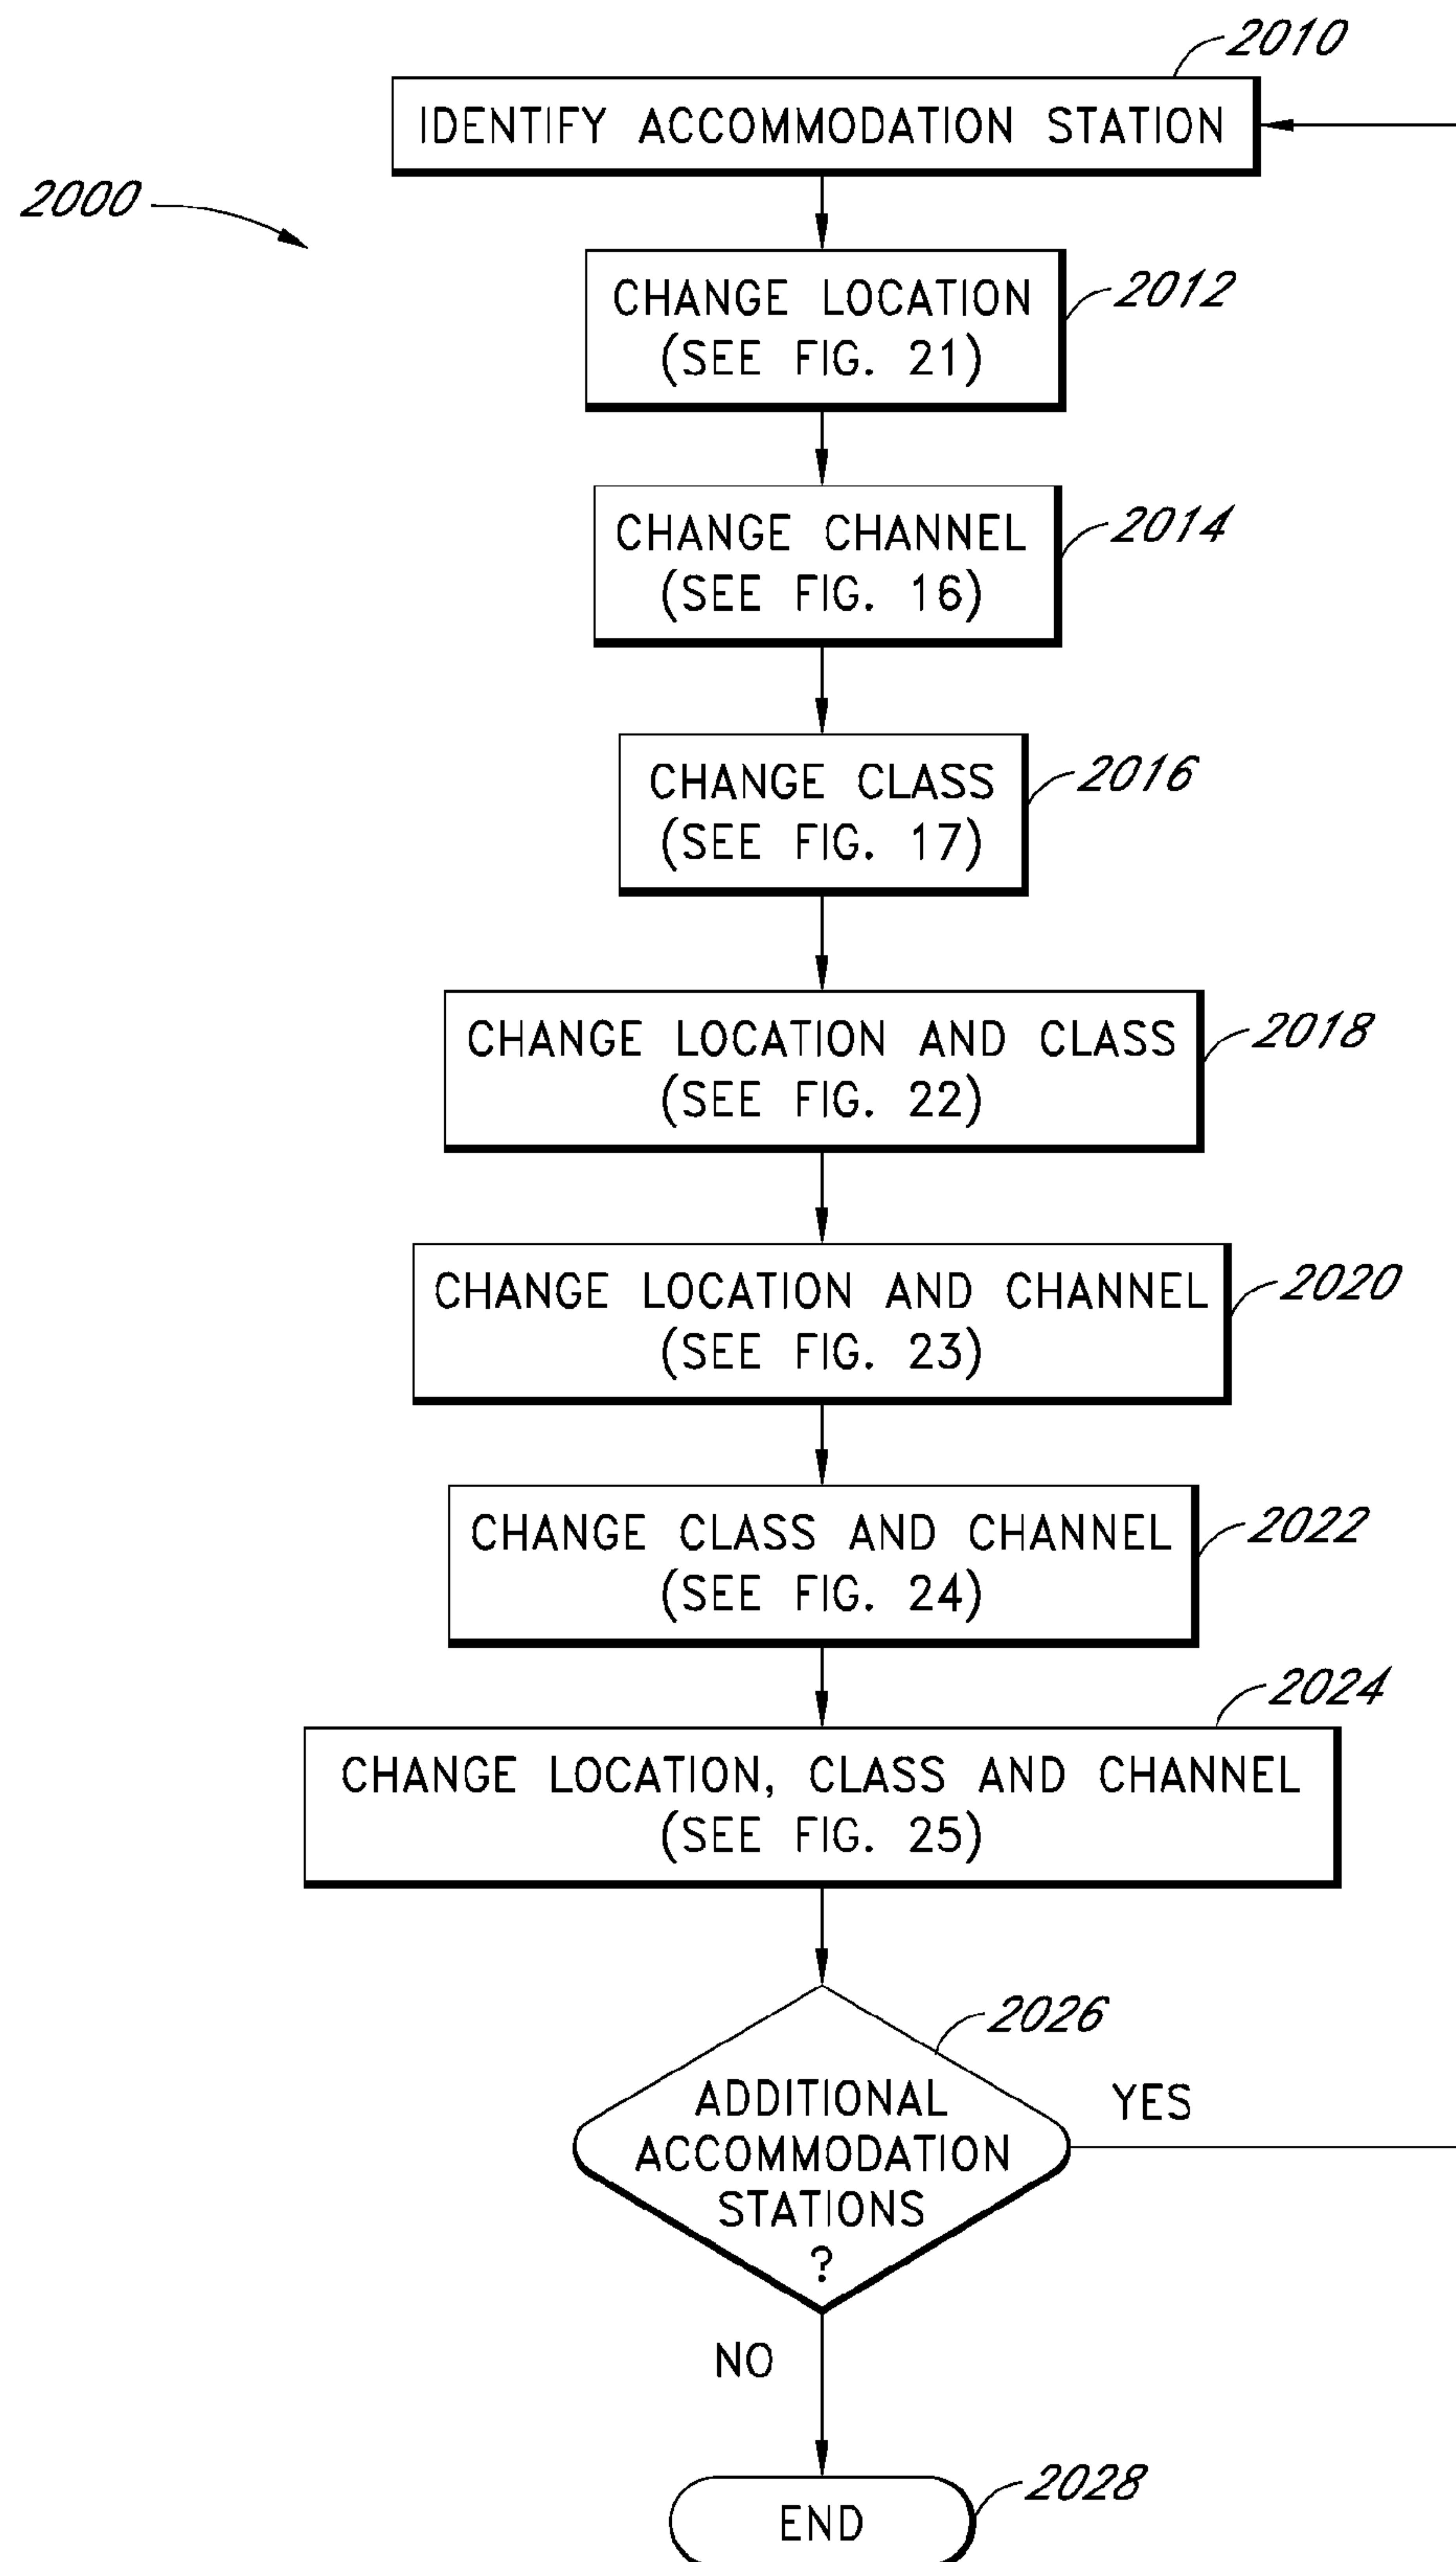 2010
IDENTIFY ACCOMMODATION STATION
2000
CHANGE LOCATION
(SEE FIG. 21)
2012
CHANGE CHANNEL
(SEE FIG. 16)
2014
CHANGE CLASS
(SEE FIG. 17)
2016
CHANGE LOCATION AND CLASS
(SEE FIG. 22)
2018
CHANGE LOCATION AND CHANNEL
(SEE FIG. 23)
2020
CHANGE CLASS AND CHANNEL
(SEE FIG. 24)
2022
2024
CHANGE LOCATION, CLASS AND CHANNEL
(SEE FIG. 25)
2026
ADDITIONAL
ACCOMMODATION
STATIONS
?
YES
NO
2028
END